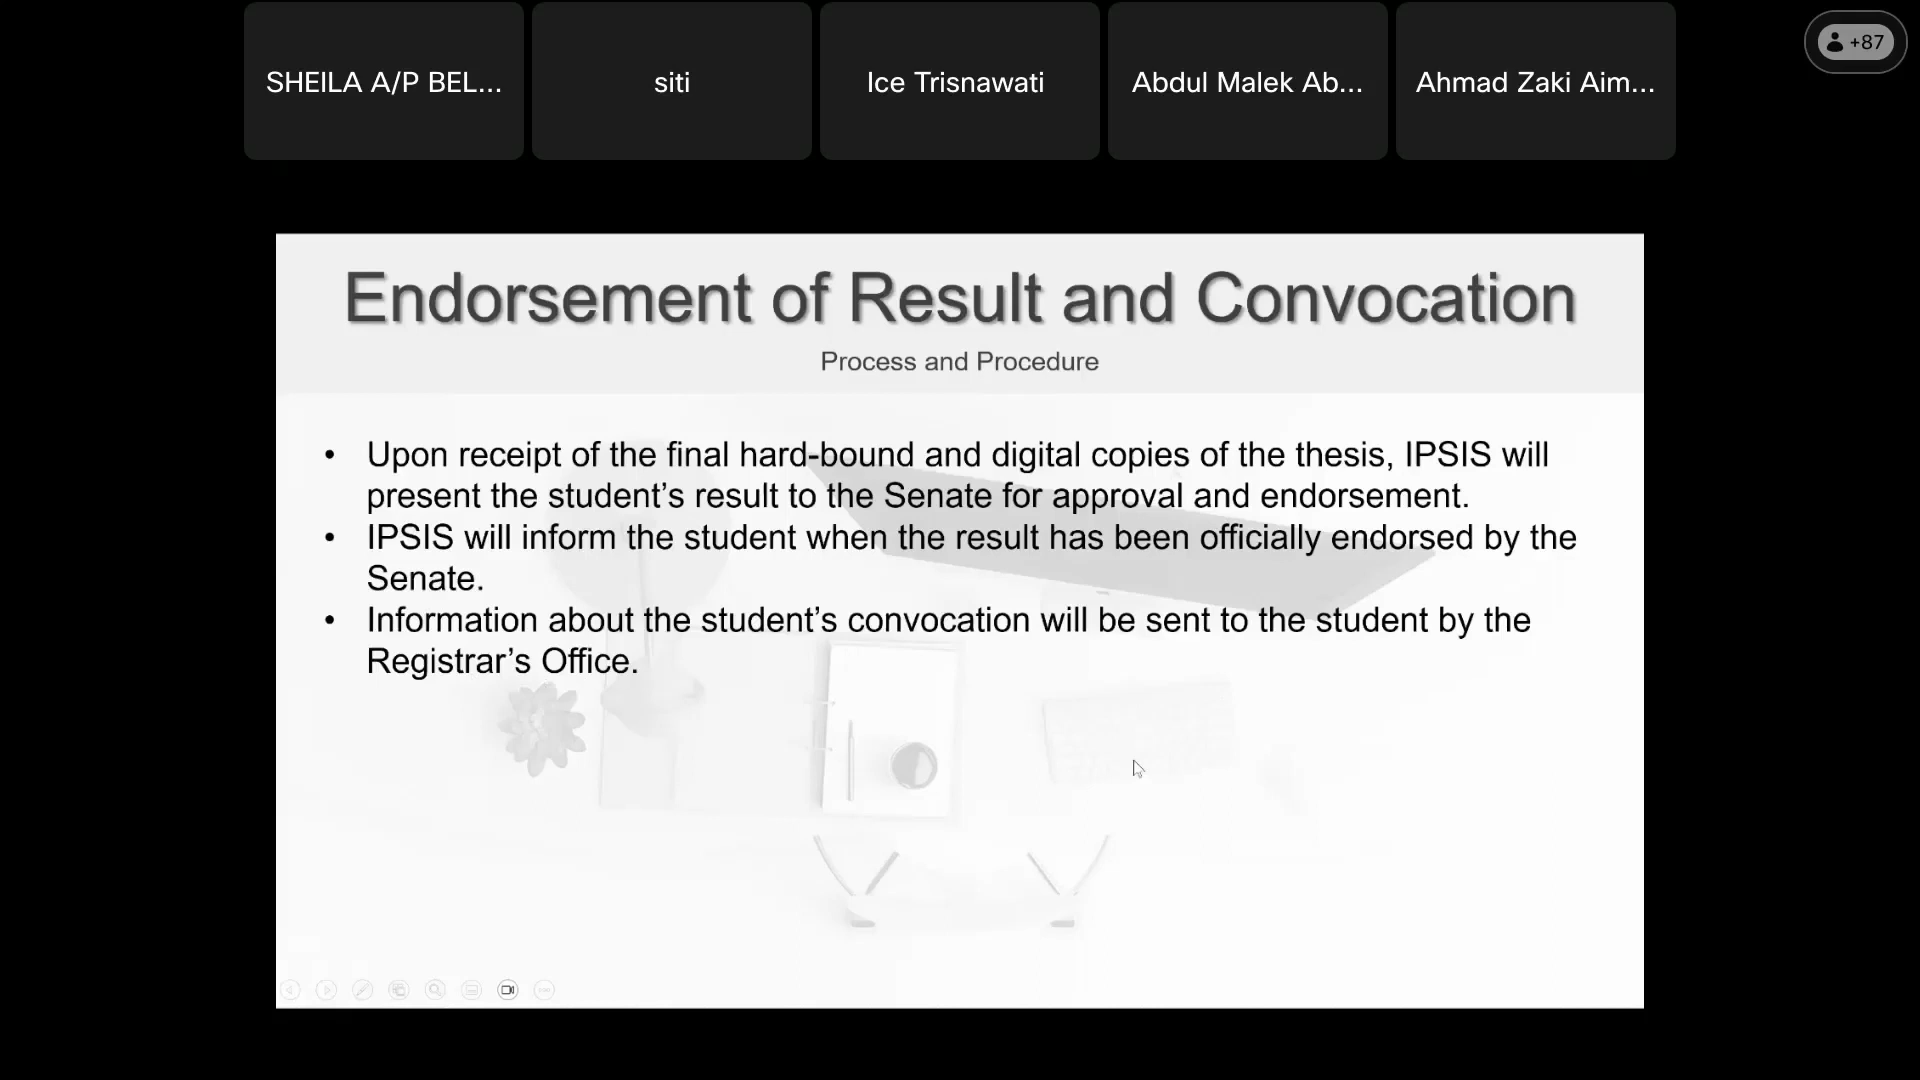 SHEILA A/P BEL...
siti
Ice Trisnawati
Abdul Malek Ab...
Ahmad Zaki Aim...
+87
Endorsement of Result and Convocation
Process and Procedure
• Upon receipt of the final hard-bound and digital copies of the thesis, IPSIS will
present the student’s result to the Senate for approval and endorsement.
• IPSIS will inform the student when the result has been officially endorsed by the
Senate.
• Information about the student’s convocation will be sent to the student by the
Registrar’s Office.